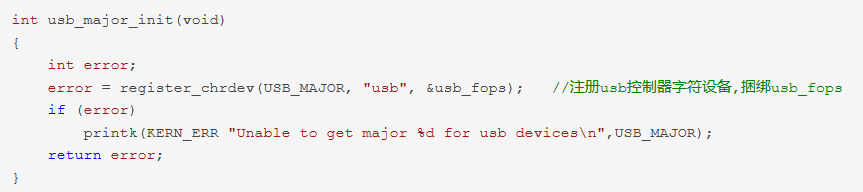 int usb_major_init(void)
{
    int error;
    error = register_chrdev(USB_MAJOR, "usb", &usb_fops);   //注册usb控制器字符设备,捆绑usb_fops
    if (error)
        printk(KERN_ERR "Unable to get major %d for usb devices\n",USB_MAJOR);
    return error;
}